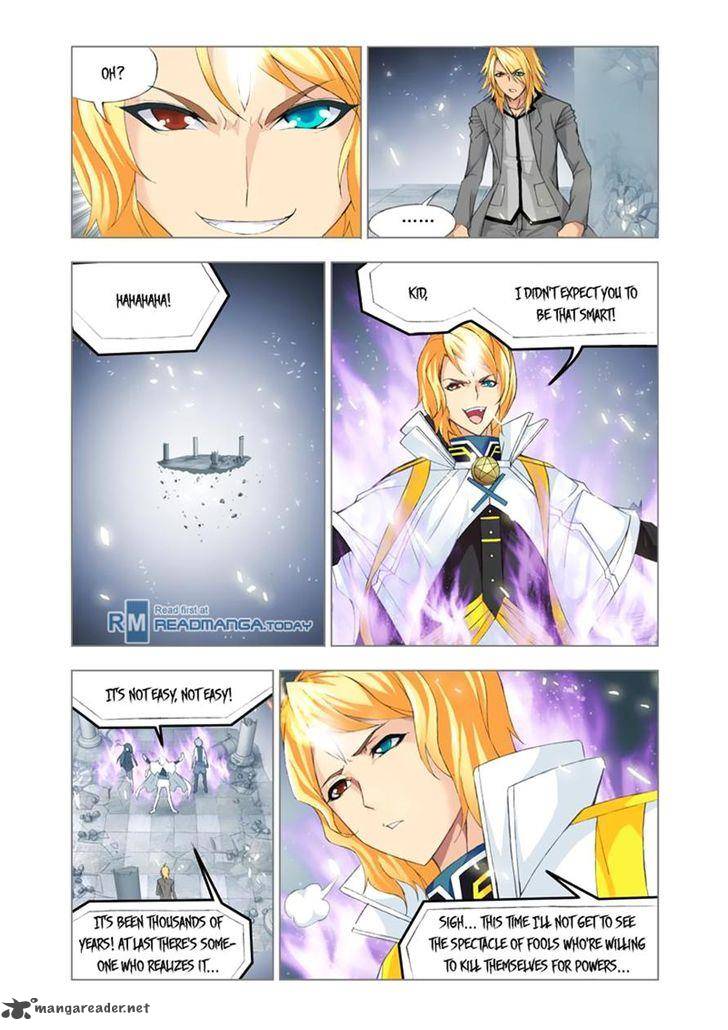 OH?
......
HAHAHAHA!
KID,
I DIDN'T EXPECT YOU TO
BE THAT SMART!
RM
Read first at
READMANGA.TODAY
IT'S NOT EASY, NOT EASY!
IT'S BEEN THOUSANDS OF
YEARS! AT LAST THERE'S SOME-
ONE WHO REALIZES IT...
SIGH... THIS TIME I'LL NOT GET TO SEE
THE SPECTACLE OF FOOLS WHO'RE WILLING
TO KILL THEMSELVES FOR POWERS...
mangareader.net